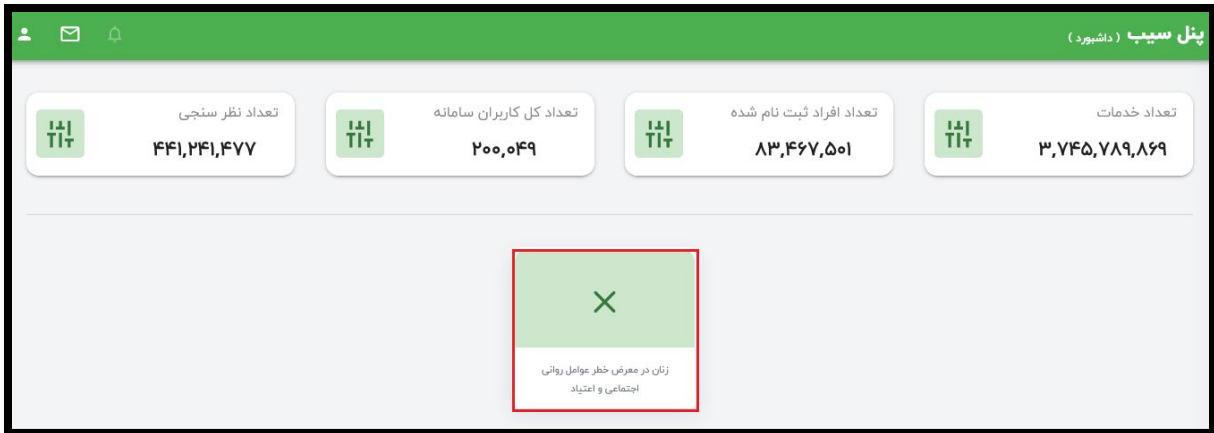 پنل سیب ( داشبورد )
تعداد خدمات
۳,۷۴۵,۷۸۹,۸۶۹
تعداد افراد ثبت نام شده
۸۳,۴۶۷,۵۰۱
تعداد کل کاربران سامانه
۲۰۰,۰۴۹
تعداد نظر سنجی
۴۴۱,۲۴۱,۴۷۷
زنان در معرض خطر عوامل روانی
اجتماعی و اعتیاد